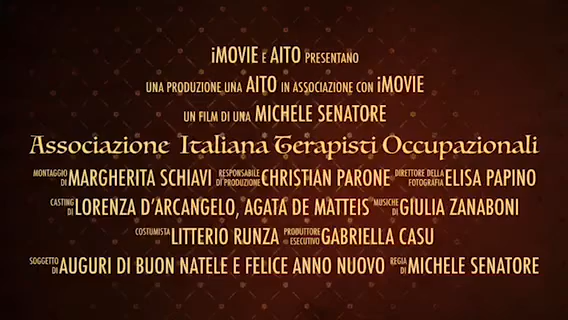 iMOVIE E AITO PRESENTANO
UNA PRODUZIONE UNA AITO IN ASSOCIAZIONE CON iMOVIE
UN FILM DI UNA MICHELE SENATORE
Associazione Italiana Terapisti Occupazionali
MONTAGGIO DI MARGHERITA SCHIAVI RESPONSABILE DI PRODUZIONE CHRISTIAN PARONE DIRETTORE DELLA FOTOGRAFIA ELISA PAPINO
CASTING DI LORENZA D'ARCANGELO, AGATA DE MATTEIS MUSICHE DI GIULIA ZANABONI
COSTUMISTA LITTERIO RUNZA PRODUTTORE ESECUTIVO GABRIELLA CASU
SOGGETTO DI AUGURI DI BUON NATELE E FELICE ANNO NUOVO REGIA DI MICHELE SENATORE